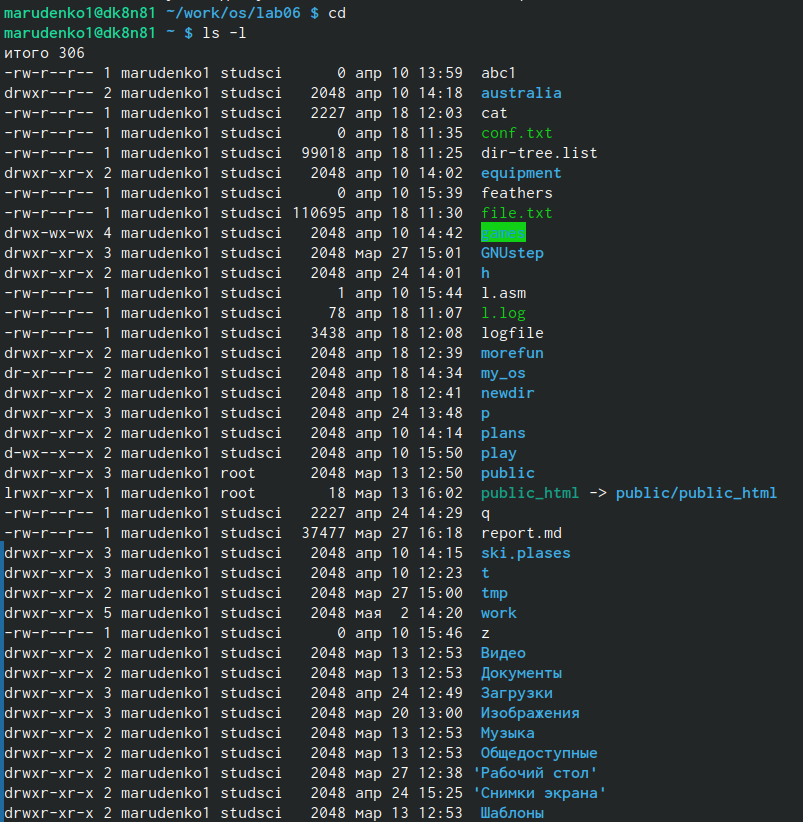 marudenko1@dk8n81 ~/work/os/lab06 $ cd
marudenko1@dk8n81 ~ $ ls -l
итого 306
-rw-r--r-- 1 marudenko1 studsci      0 апр 10 13:59  abc1
drwxr--r-- 2 marudenko1 studsci   2048 апр 10 14:18  australia
-rw-r--r-- 1 marudenko1 studsci   2227 апр 18 12:03  cat
-rw-r--r-- 1 marudenko1 studsci      0 апр 18 11:35  conf.txt
-rw-r--r-- 1 marudenko1 studsci  99018 апр 18 11:25  dir-tree.list
drwxr-xr-x 2 marudenko1 studsci   2048 апр 10 14:02  equipment
-rw-r--r-- 1 marudenko1 studsci      0 апр 10 15:39  feathers
-rw-r--r-- 1 marudenko1 studsci 110695 апр 18 11:30  file.txt
drwx-wx-wx 4 marudenko1 studsci   2048 апр 10 14:42  games
drwxr-xr-x 3 marudenko1 studsci   2048 мар 27 15:01  GNUstep
drwxr-xr-x 2 marudenko1 studsci   2048 апр 24 14:01  h
-rw-r--r-- 1 marudenko1 studsci      1 апр 10 15:44  l.asm
-rw-r--r-- 1 marudenko1 studsci     78 апр 18 11:07  l.log
-rw-r--r-- 1 marudenko1 studsci   3438 апр 18 12:08  logfile
drwxr-xr-x 2 marudenko1 studsci   2048 апр 18 12:39  morefun
dr-xr--r-- 2 marudenko1 studsci   2048 апр 18 14:34  my_os
drwxr-xr-x 2 marudenko1 studsci   2048 апр 18 12:41  newdir
drwxr-xr-x 3 marudenko1 studsci   2048 апр 24 13:48  p
drwxr-xr-x 2 marudenko1 studsci   2048 апр 10 14:14  plans
d-wx--x--x 2 marudenko1 studsci   2048 апр 10 15:50  play
drwxr-xr-x 3 marudenko1 root      2048 мар 13 12:50  public
lrwxr-xr-x 1 marudenko1 root        18 мар 13 16:02  public_html -> public/public_html
-rw-r--r-- 1 marudenko1 studsci   2227 апр 24 14:29  q
-rw-r--r-- 1 marudenko1 studsci  37477 мар 27 16:18  report.md
drwxr-xr-x 3 marudenko1 studsci   2048 апр 10 14:15  ski.plases
drwxr-xr-x 3 marudenko1 studsci   2048 апр 10 12:23  t
drwxr-xr-x 2 marudenko1 studsci   2048 мар 27 15:00  tmp
drwxr-xr-x 5 marudenko1 studsci   2048 мая  2 14:20  work
-rw-r--r-- 1 marudenko1 studsci      0 апр 10 15:46  z
drwxr-xr-x 2 marudenko1 studsci   2048 мар 13 12:53  Видео
drwxr-xr-x 2 marudenko1 studsci   2048 мар 13 12:53  Документы
drwxr-xr-x 3 marudenko1 studsci   2048 апр 24 12:49  Загрузки
drwxr-xr-x 3 marudenko1 studsci   2048 мар 20 13:00  Изображения
drwxr-xr-x 2 marudenko1 studsci   2048 мар 13 12:53  Музыка
drwxr-xr-x 2 marudenko1 studsci   2048 мар 13 12:53  Общедоступные
drwxr-xr-x 2 marudenko1 studsci   2048 мар 27 12:38 'Рабочий стол'
drwxr-xr-x 2 marudenko1 studsci   2048 апр 24 15:25 'Снимки экрана'
drwxr-xr-x 2 marudenko1 studsci   2048 мар 13 12:53  Шаблоны